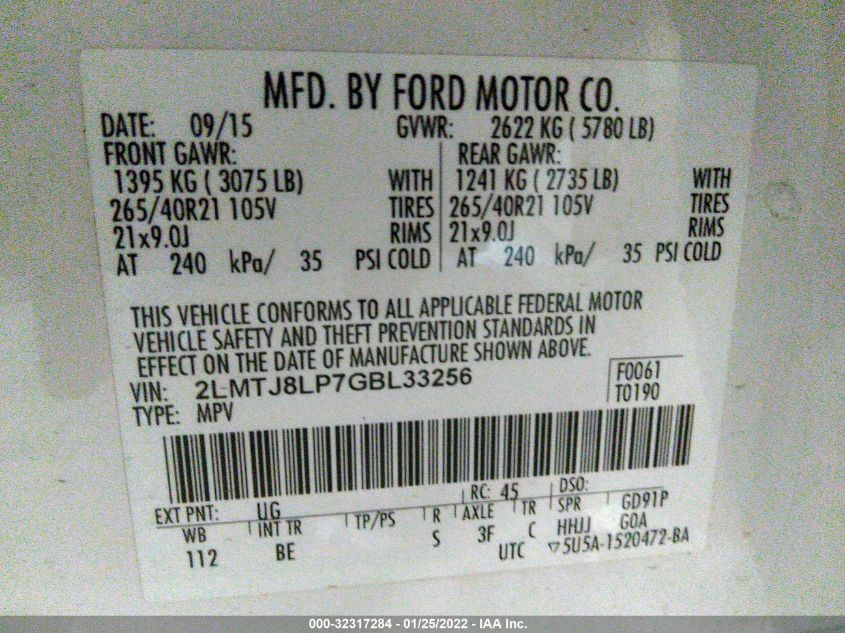 MFD. BY FORD MOTOR CO.
DATE: 09/15 GVWR: 2622 KG ( 5780 LB)
FRONT GAWR: REAR GAWR:
1395 KG ( 3075 LB) WITH 1241 KG ( 2735 LB) WITH
265/40R21 105V TIRES 265/40R21 105V TIRES
21x9.0J RIMS 21x9.0J RIMS
AT 240 kPa/ 35 PSI COLD AT 240 kPa/ 35 PSI COLD
THIS VEHICLE CONFORMS TO ALL APPLICABLE FEDERAL MOTOR
VEHICLE SAFETY AND THEFT PREVENTION STANDARDS IN
EFFECT ON THE DATE OF MANUFACTURE SHOWN ABOVE.
VIN: 2LMTJ8LP7GBL33256 F0061
TYPE: MPV T0190
EXT PNT: UG RC: 45 DSO:
WB INT TR TP/PS R AXLE TR SPR GD91P
112 BE S 3F C HHJJ GOA
UTC ▽5U5A-1520472-BA
000-32317284 - 01/25/2022 - IAA Inc.